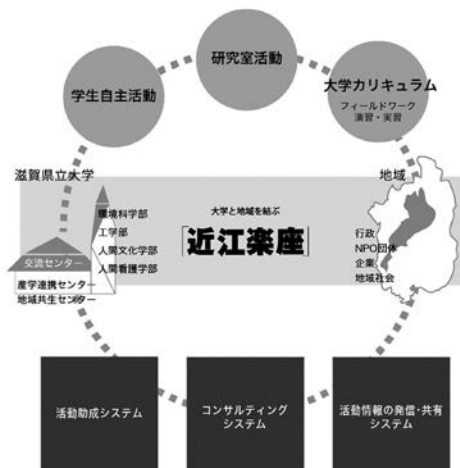 研究室活動
学生自主活動
大学カリキュラム
フィールドワーク
演習・実習
滋賀県立大学
地域
環境科学部
工学部
人間文化学部
人間看護学部
交流センター
産学連携センター
地域共生センター
大学と地域を結ぶ
「近江楽座」
行政
NPO団体
企業
地域社会
活動助成システム
コンサルティング
システム
活動情報の発信・共有
システム